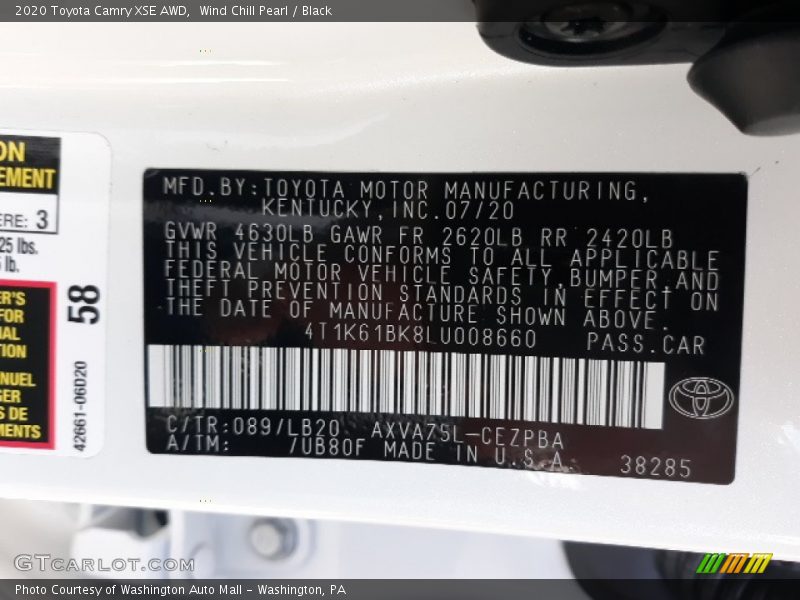 2020 Toyota Camry XSE AWD,  Wind Chill Pearl / Black
ON
EMENT
ERE: 3
25 lbs.
lb.
ER'S
FOR
AL
TION
NUEL
GER
S DE
MENTS
58
42661-06D20
MFD.BY:TOYOTA MOTOR MANUFACTURING,
KENTUCKY,INC.07/20
GVWR 4630LB GAWR FR 2620LB RR 2420LB
THIS VEHICLE CONFORMS TO ALL APPLICABLE
FEDERAL MOTOR VEHICLE SAFETY,BUMPER,AND
THEFT PREVENTION STANDARDS IN EFFECT ON
THE DATE OF MANUFACTURE SHOWN ABOVE.
4T1K61BK8LU008660 PASS.CAR
C/TR:089/LB20 AXVA75L-CEZPBA
A/TM: 7UB80F MADE IN U.S.A.
38285
GTCARLOT.COM
Photo Courtesy of Washington Auto Mall - Washington, PA